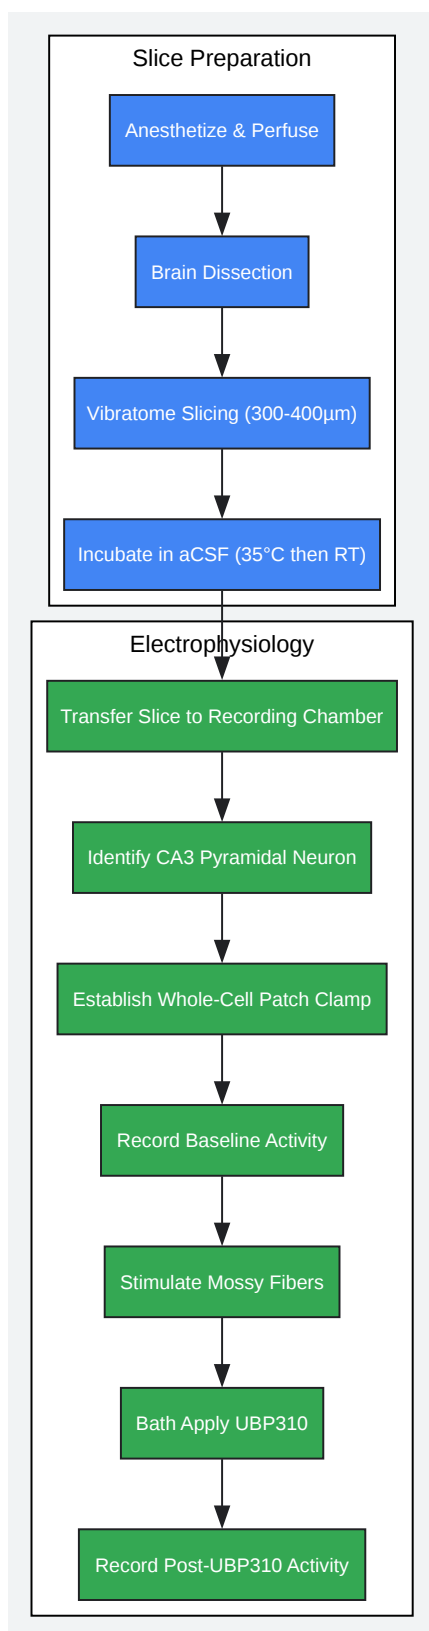 Slice Preparation
Anesthetize & Perfuse
Brain Dissection
Vibratome Slicing (300-400µm)
Incubate in aCSF (35°C then RT)
Electrophysiology
Transfer Slice to Recording Chamber
Identify CA3 Pyramidal Neuron
Establish Whole-Cell Patch Clamp
Record Baseline Activity
Stimulate Mossy Fibers
Bath Apply UBP310
Record Post-UBP310 Activity